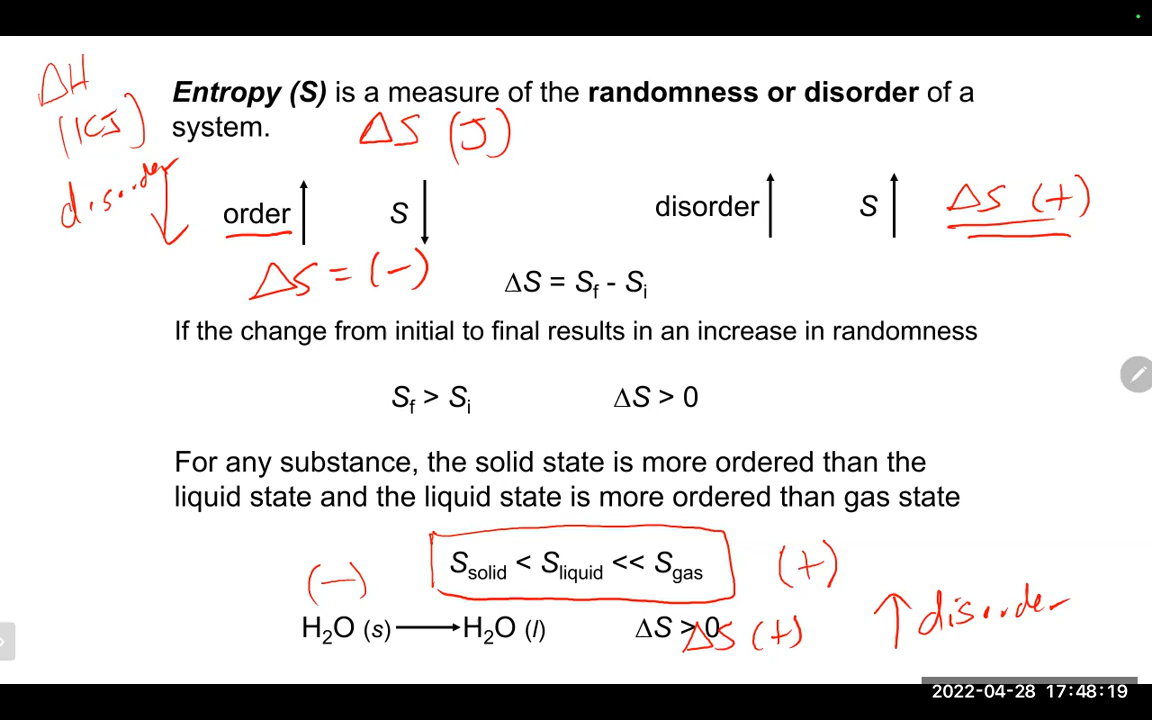 ΔH
(KJ)
Entropy (S) is a measure of the randomness or disorder of a
system.
ΔS (J)
disorder
order S
disorder S ΔS (+)
ΔS = (-)
ΔS = Sf - Si
If the change from initial to final results in an increase in randomness
Sf > Si ΔS > 0
For any substance, the solid state is more ordered than the
liquid state and the liquid state is more ordered than gas state
Ssolid < Sliquid << Sgas (+)
(-)
↑ disorder
H2O (s) → H2O (l) ΔS > 0
ΔS (+)
2022-04-28 17:48:19